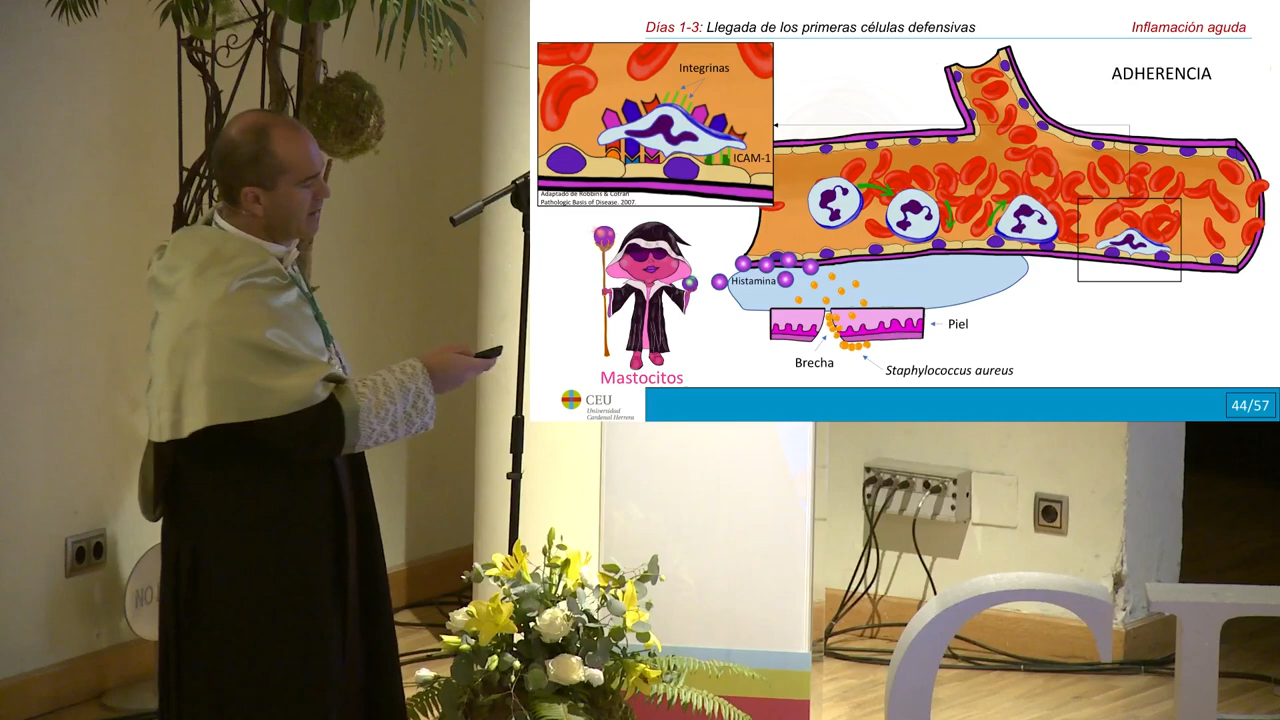 Días 1-3: Llegada de los primeras células defensivas
Inflamación aguda
ADHERENCIA
Integrinas
ICAM-1
Adaptado de Robbins & Cotran
Pathologic Basis of Disease, 2007.
Histamina
Piel
Brecha
Staphylococcus aureus
Mastocitos
CEU
Universidad
Cardenal Herrera
44/57
CE